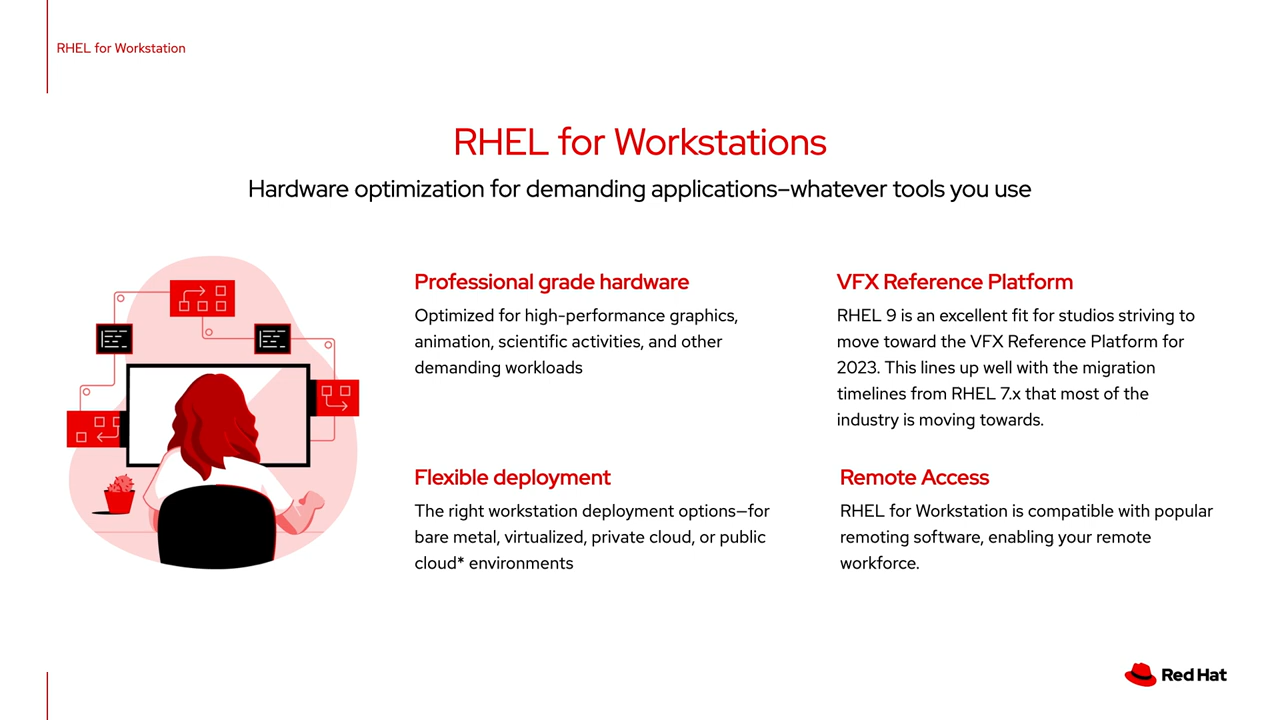 RHEL for Workstation
RHEL for Workstations
Hardware optimization for demanding applications–whatever tools you use
Professional grade hardware
Optimized for high-performance graphics,
animation, scientific activities, and other
demanding workloads
VFX Reference Platform
RHEL 9 is an excellent fit for studios striving to
move toward the VFX Reference Platform for
2023. This lines up well with the migration
timelines from RHEL 7.x that most of the
industry is moving towards.
Flexible deployment
The right workstation deployment options—for
bare metal, virtualized, private cloud, or public
cloud* environments
Remote Access
RHEL for Workstation is compatible with popular
remoting software, enabling your remote
workforce.
Red Hat